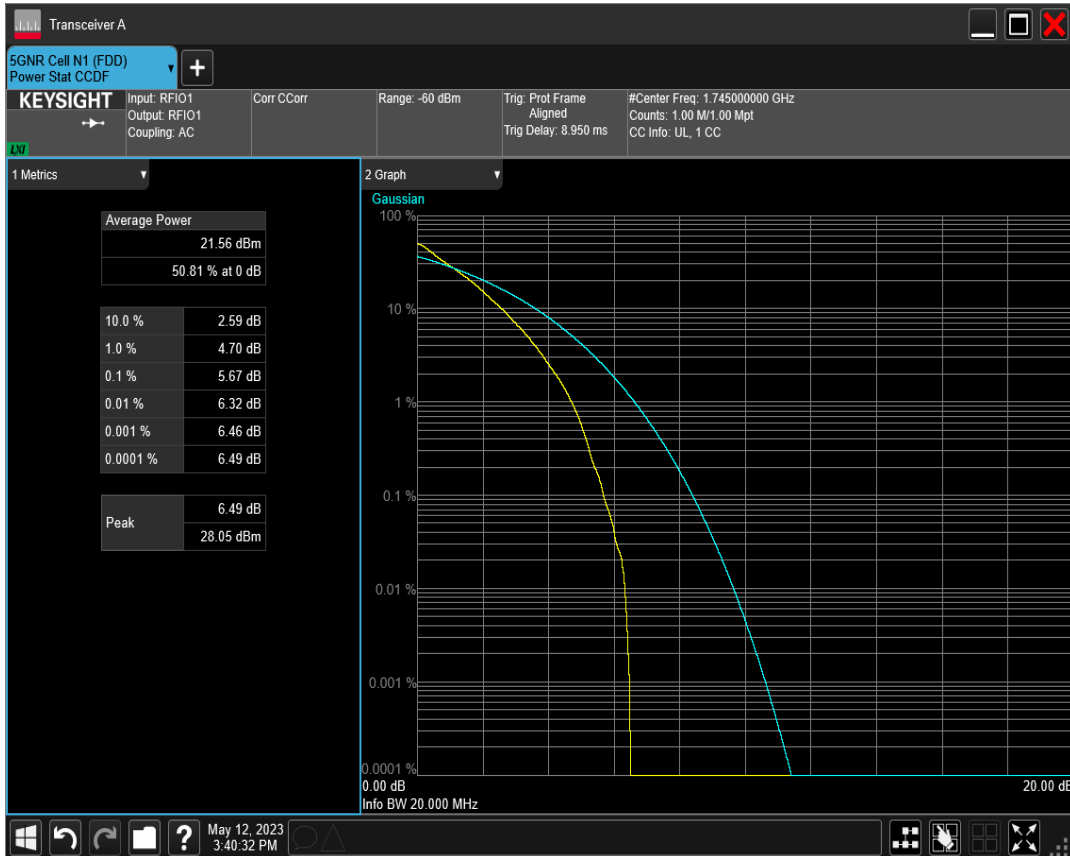 Transceiver A
5GNR Cell N1 (FDD)
Power Stat CCDF
KEYSIGHT
LXI
Input: RFIO1
Output: RFIO1
Coupling: AC
Corr CCorr
Range: -60 dBm
Trig: Prot Frame
Aligned
Trig Delay: 8.950 ms
#Center Freq: 1.745000000 GHz
Counts: 1.00 M/1.00 Mpt
CC Info: UL, 1 CC
1 Metrics
Average Power
21.56 dBm
50.81 % at 0 dB
10.0 % 2.59 dB
1.0 % 4.70 dB
0.1 % 5.67 dB
0.01 % 6.32 dB
0.001 % 6.46 dB
0.0001 % 6.49 dB
Peak 6.49 dB
28.05 dBm
2 Graph
Gaussian
100 %
10 %
1 %
0.1 %
0.01 %
0.001 %
0.0001 %
0.00 dB 20.00 dB
Info BW 20.000 MHz
May 12, 2023
3:40:32 PM